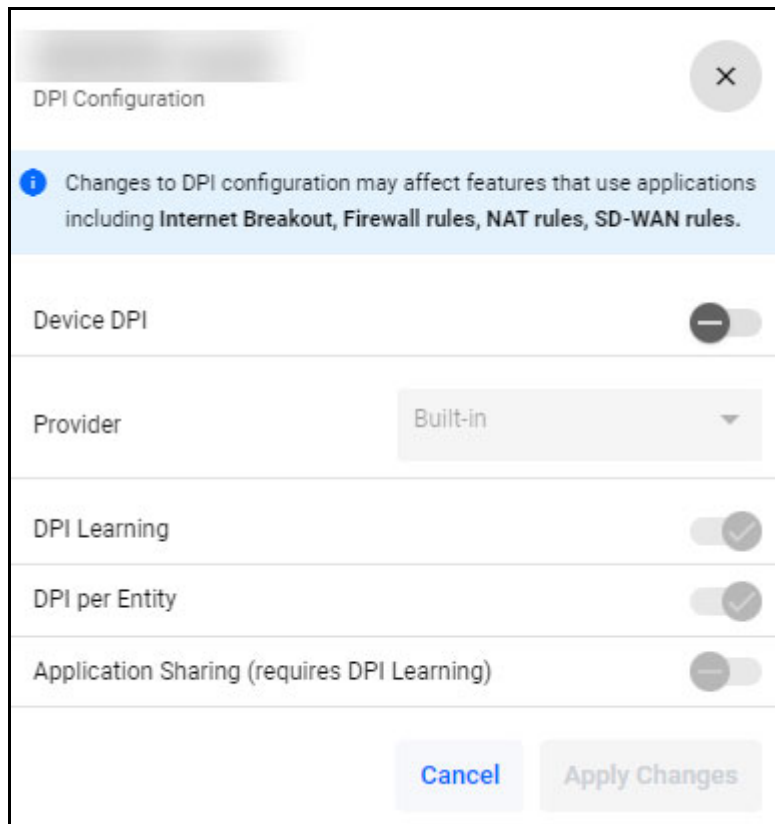 DPI Configuration
Changes to DPI configuration may affect features that use applications
including Internet Breakout, Firewall rules, NAT rules, SD-WAN rules.
Device DPI
Provider
Built-in
DPI Learning
DPI per Entity
Application Sharing (requires DPI Learning)
Cancel
Apply Changes